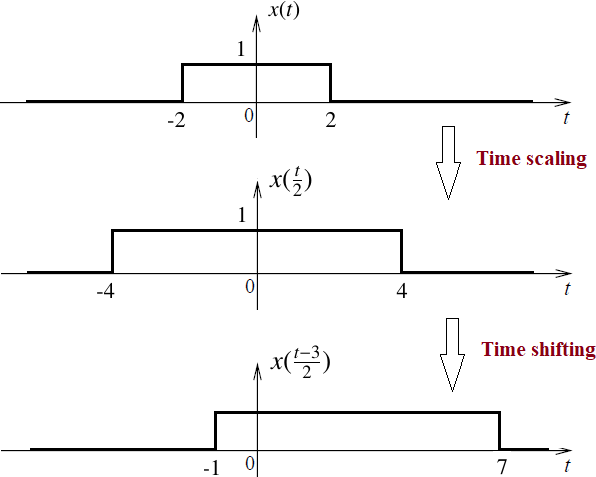 x(t)
1
-2 0 2 t
Time scaling
x(t/2)
1
-4 0 4 t
Time shifting
x(t−3/2)
-1 0 7 t